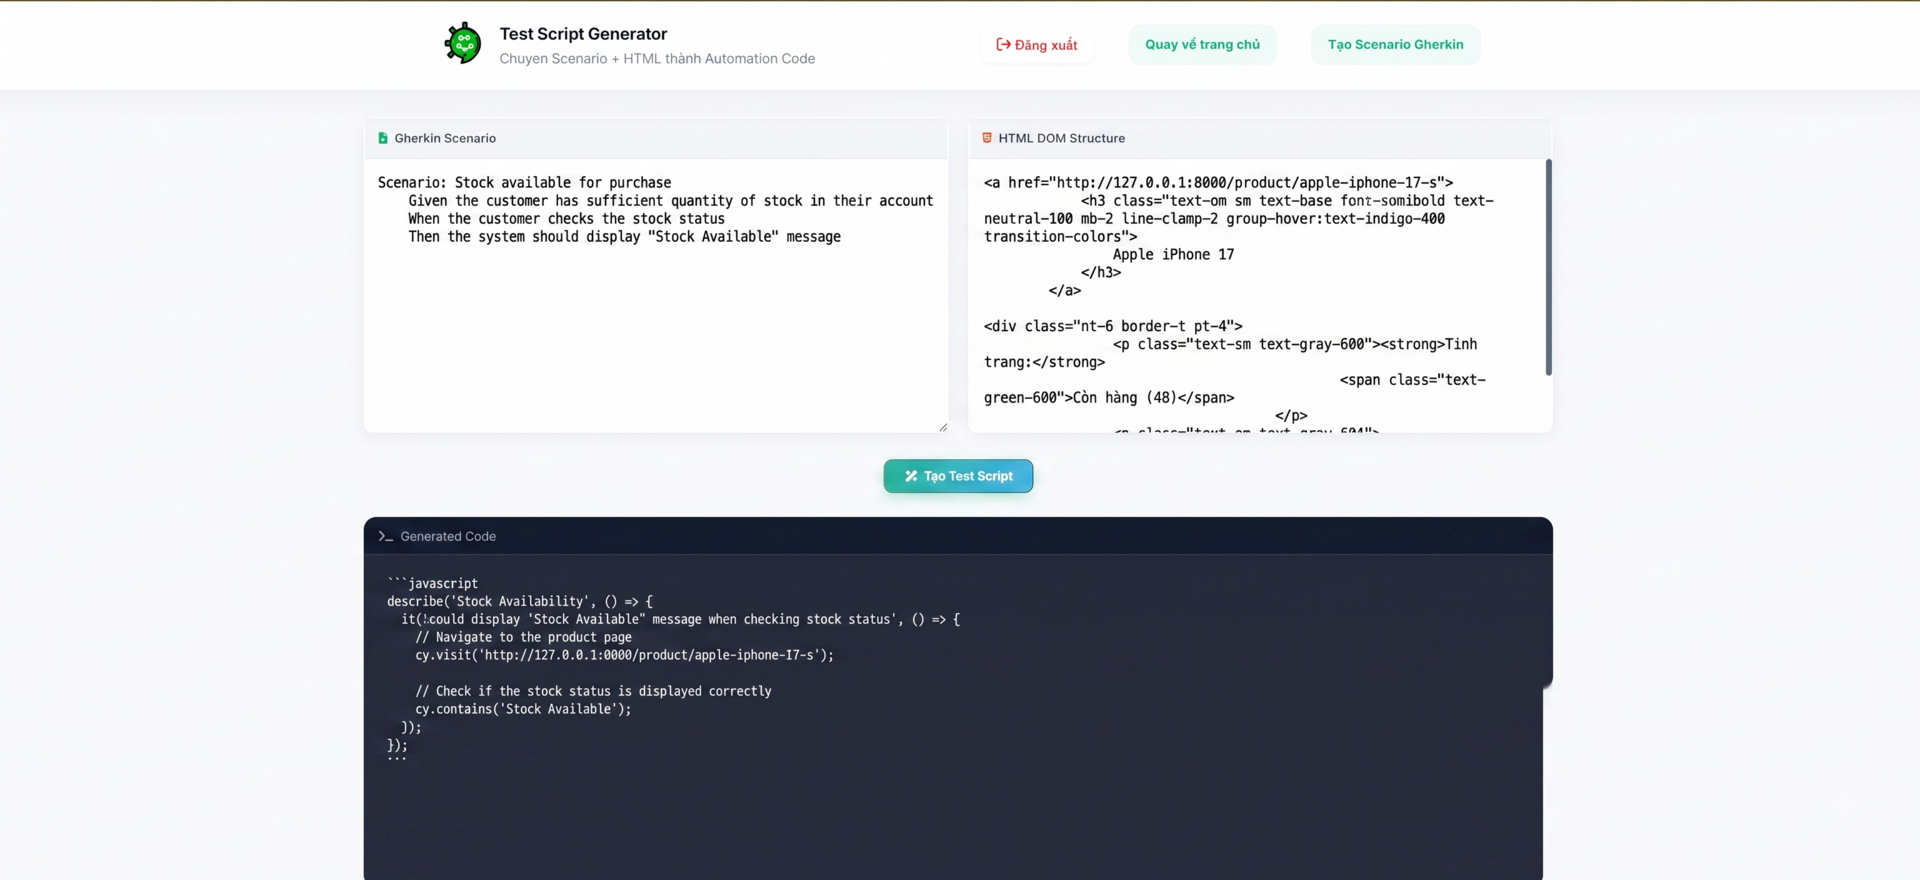 Test Script Generator
Chuyen Scenario + HTML thành Automation Code
Đăng xuất
Quay về trang chủ
Tạo Scenario Gherkin
Gherkin Scenario
Scenario: Stock available for purchase
Given the customer has sufficient quantity of stock in their account
When the customer checks the stock status
Then the system should display "Stock Available" message
HTML DOM Structure
<a href="http://127.0.0.1:8000/product/apple-iphone-17-s">
<h3 class="text-om sm text-base font-somibold text-
neutral-100 mb-2 line-clamp-2 group-hover:text-indigo-400
transition-colors">
Apple iPhone 17
</h3>
</a>
<div class="nt-6 border-t pt-4">
<p class="text-sm text-gray-600"><strong>Tinh
trang:</strong>
<span class="text-
green-600">Còn hàng (48)</span>
</p>
Tạo Test Script
>_ Generated Code
```javascript
describe('Stock Availability', () => {
it( could display 'Stock Available" message when checking stock status', () => {
// Navigate to the product page
cy.visit('http://127.0.0.1:0000/product/apple-iphone-I7-s');
// Check if the stock status is displayed correctly
cy.contains('Stock Available');
});
});
```